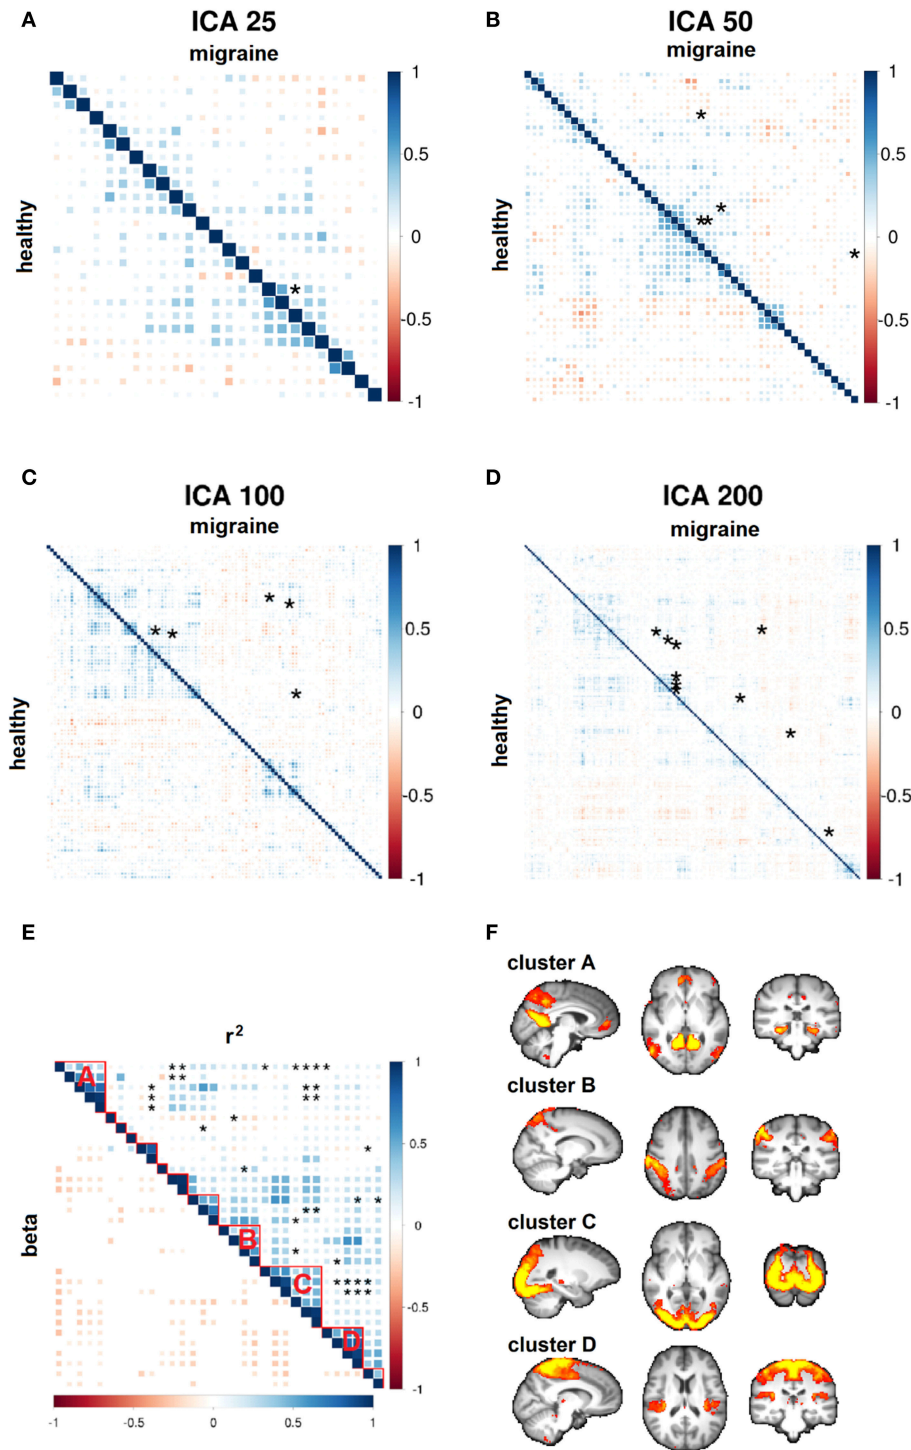 A
ICA 25
migraine
healthy
1
0.5
0
-0.5
-1
*
B
ICA 50
migraine
healthy
1
0.5
0
-0.5
-1
*
*
**
*
C
ICA 100
migraine
healthy
1
0.5
0
-0.5
-1
*
*
*
*
*
D
ICA 200
migraine
healthy
1
0.5
0
-0.5
-1
E
r²
beta
A
B
C
D
1
0.5
0
-0.5
-1
-1
-0.5
0
0.5
1
F
cluster A
cluster B
cluster C
cluster D